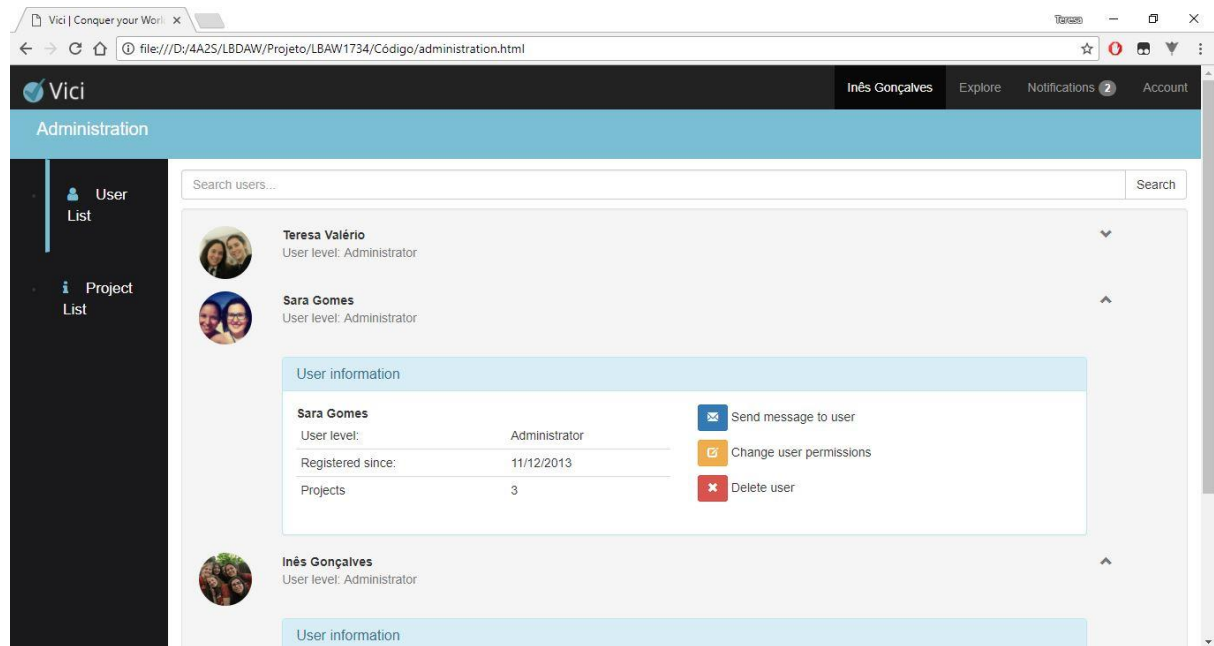 Vici | Conquer your Worl
Teresa
file:///D:/4A2S/LBDAW/Projeto/LBAW1734/Código/administration.html
Vici
Inês Gonçalves
Explore
Notifications 2
Account
Administration
User
List
Project
List
Search users...
Search
Teresa Valério
User level: Administrator
Sara Gomes
User level: Administrator
User information
Sara Gomes
User level: Administrator
Registered since: 11/12/2013
Projects 3
Send message to user
Change user permissions
Delete user
Inês Gonçalves
User level: Administrator
User information